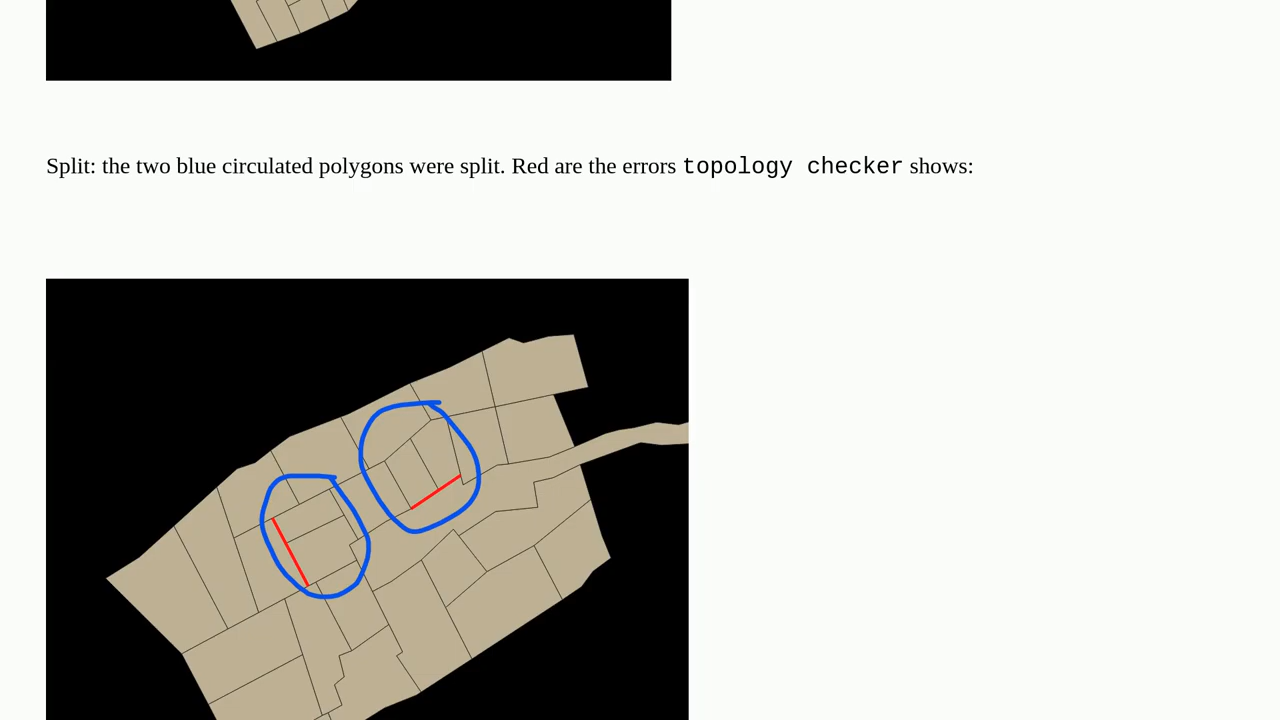 Split: the two blue circulated polygons were split. Red are the errors topology checker shows: